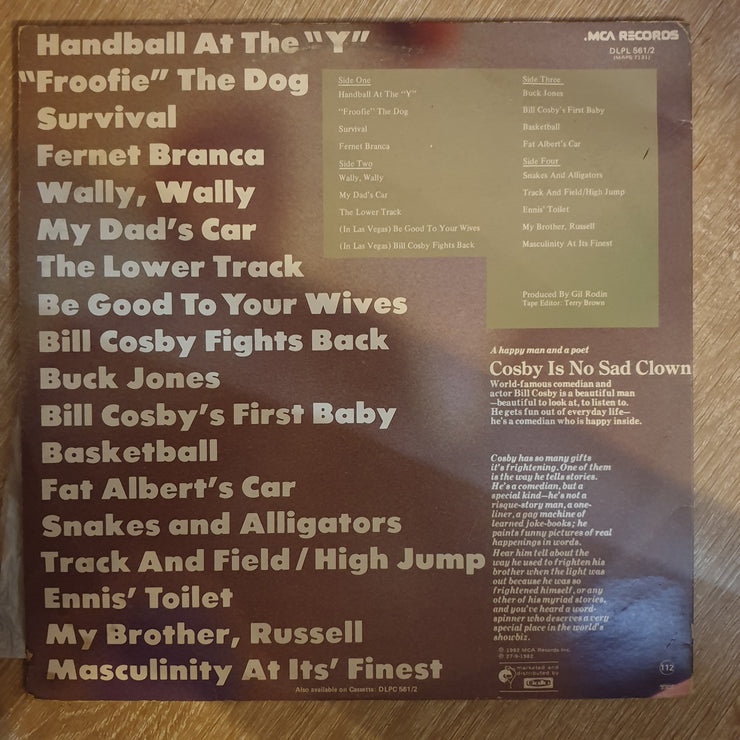 Handball At The "Y"
"Froofie" The Dog
Survival
Fernet Branca
Wally, Wally
My Dad's Car
The Lower Track
Be Good To Your Wives
Bill Cosby Fights Back
Buck Jones
Bill Cosby's First Baby
Basketball
Fat Albert's Car
Snakes and Alligators
Track And Field / High Jump
Ennis' Toilet
My Brother, Russell
Masculinity At Its' Finest
Also available on Cassette: DLPC 561/2
.MCA RECORDS
DLPL 561/2
(MAPS 7131)
Side One
Handball At The "Y"
"Froofie" The Dog
Survival
Fernet Branca
Side Two
Wally, Wally
My Dad's Car
The Lower Track
(In Las Vegas) Be Good To Your Wives
(In Las Vegas) Bill Cosby Fights Back
Side Three
Buck Jones
Bill Cosby's First Baby
Basketball
Fat Albert's Car
Side Four
Snakes And Alligators
Track And Field/High Jump
Ennis' Toilet
My Brother, Russell
Masculinity At Its Finest
Produced By Gil Rodin
Tape Editor: Terry Brown
A happy man and a poet
Cosby Is No Sad Clown
World-famous comedian and
actor Bill Cosby is a beautiful man
—beautiful to look at, to listen to.
He gets fun out of everyday life—
he's a comedian who is happy inside.
Cosby has so many gifts
it's frightening. One of them
is the way he tells stories.
He's a comedian, but a
special kind—he's not a
risque-story man, a one-
liner, a gag machine of
learned joke-books; he
paints funny pictures of real
happenings in words.
Hear him tell about the
way he used to frighten his
brother when the light was
out because he was so
frightened himself, or any
other of his myriad stories,
and you've heard a word-
spinner who deserves a very
special place in the world's
showbiz.
© 1982 MCA Records Inc.
℗ 27-9-1982
marketed and
distributed by
Gallo
112